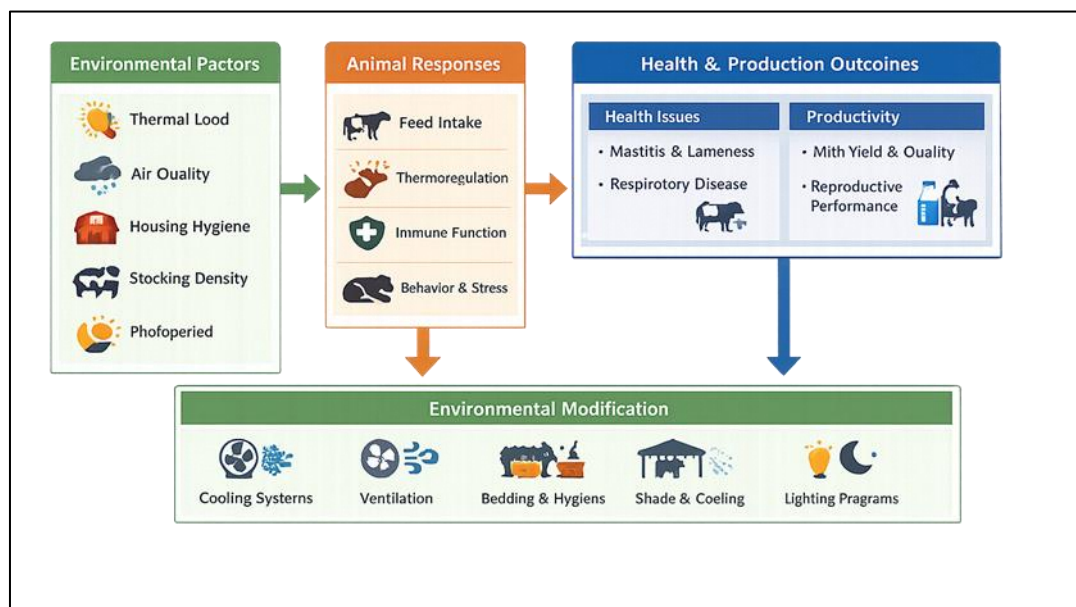 Environmental Pactors
Thermal Lood
Air Ouality
Housing Hygiene
Stocking Density
Phofoperied
Animal Responses
Feed Intake
Thermoregulation
Immune Function
Behavior & Stress
Health & Production Outcoines
Health Issues
• Mastitis & Lameness
• Respirotory Disease
Productivity
• Mith Yield & Ouality
• Reproductive
Performance
Environmental Modification
Cooling Systerns
Ventilation
Bedding & Hygiens
Shade & Coeling
Lighting Pragrams